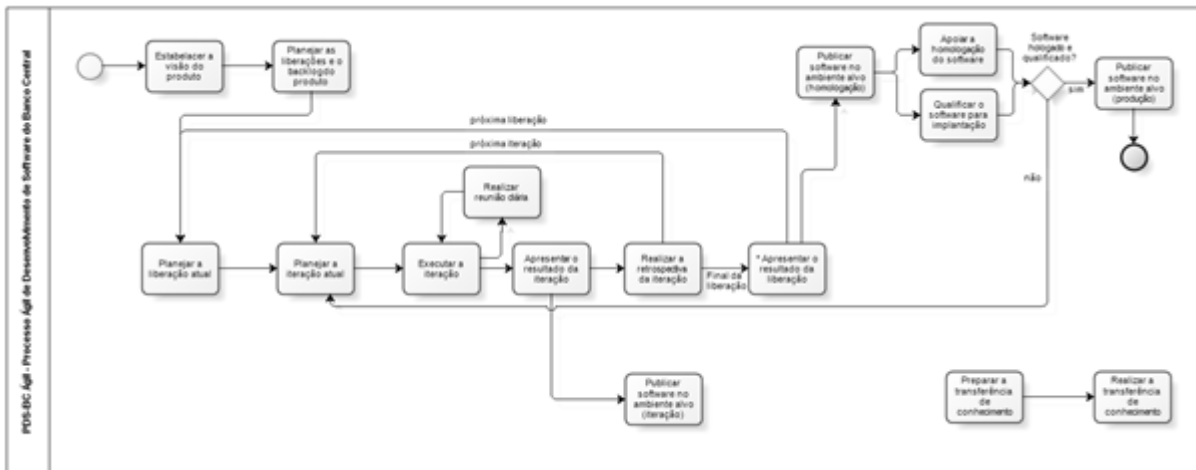 PDS-BC Ágil - Processo Ágil de Desenvolvimento de Software do Banco Central
Estabelacer a
visão do
produto
Planejar as
liberações e o
backlogdo
produto
Publicar
software no
ambiente alvo
(homologação)
Apoiar a
homologação
do software
Qualificar o
software para
implantação
Software
hologado e
qualificado?
sim
não
Publicar
software no
ambiente alvo
(produção)
próxima liberação
próxima iteração
Realizar
reunião diária
Planejar a
liberação atual
Planejar a
iteração atual
Executar a
iteração
Apresentar o
resultado da
iteração
Realizar a
retrospectiva
da iteração
Final da
liberação
* Apresentar o
resultado da
liberação
Publicar
software no
ambiente alvo
(iteração)
Preparar a
transferência
de
conhecimento
Realizar a
transferência
de
conhecimento